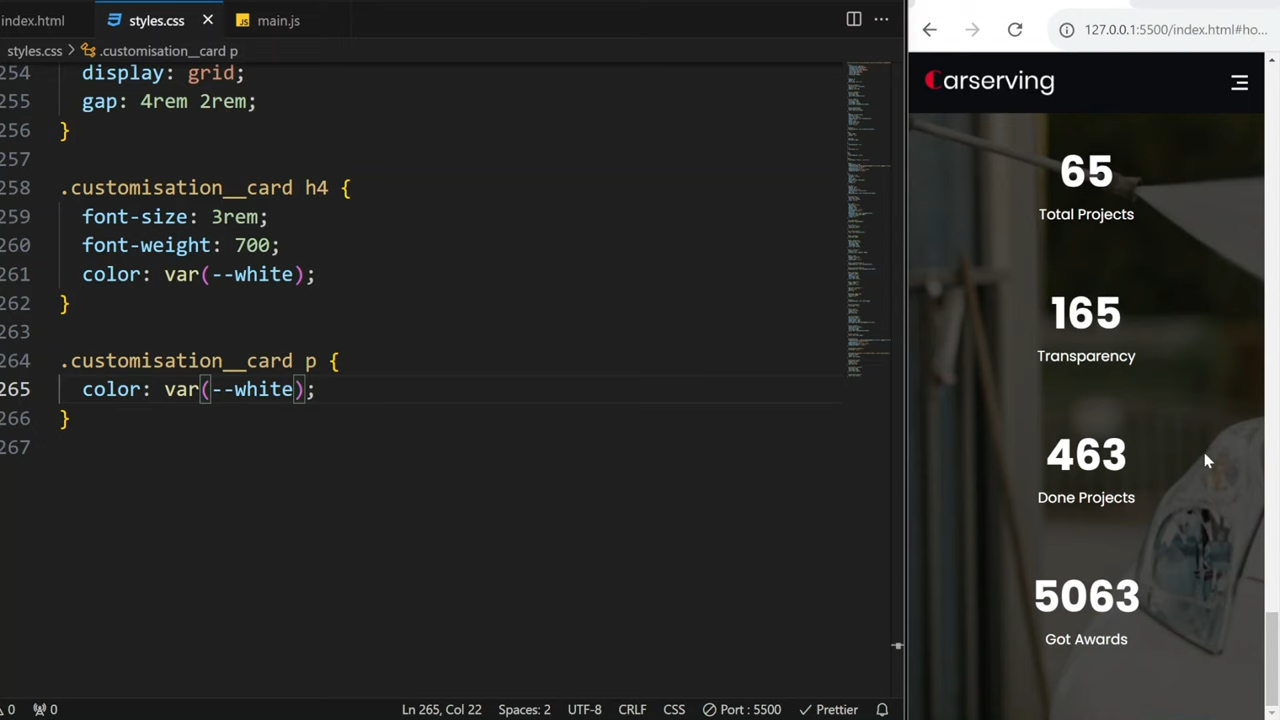 index.html styles.css main.js
styles.css > .customisation__card p
254 display: grid;
255 gap: 4rem 2rem;
256 }
257
258 .customisation__card h4 {
259 font-size: 3rem;
260 font-weight: 700;
261 color: var(--white);
262 }
263
264 .customisation__card p {
265 color: var(--white);
266 }
267
0 0 Ln 265, Col 22 Spaces: 2 UTF-8 CRLF CSS Port : 5500 Prettier
127.0.0.1:5500/index.html#ho...
Carserving
65
Total Projects
165
Transparency
463
Done Projects
5063
Got Awards